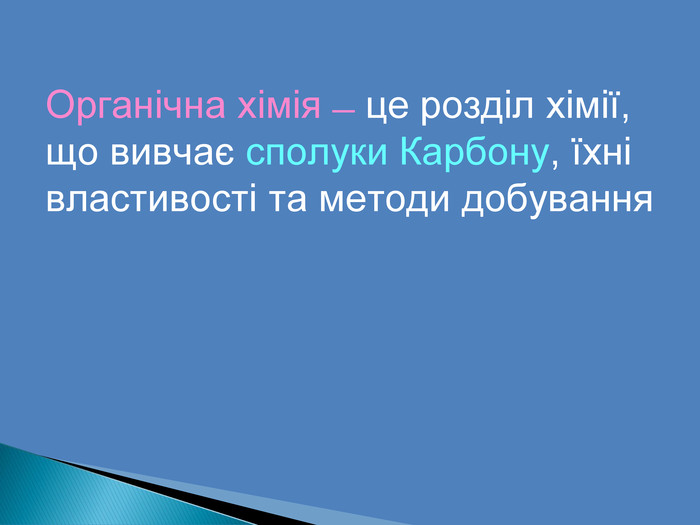 Органічна хімія – це розділ хімії,
що вивчає сполуки Карбону, їхні
властивості та методи добування